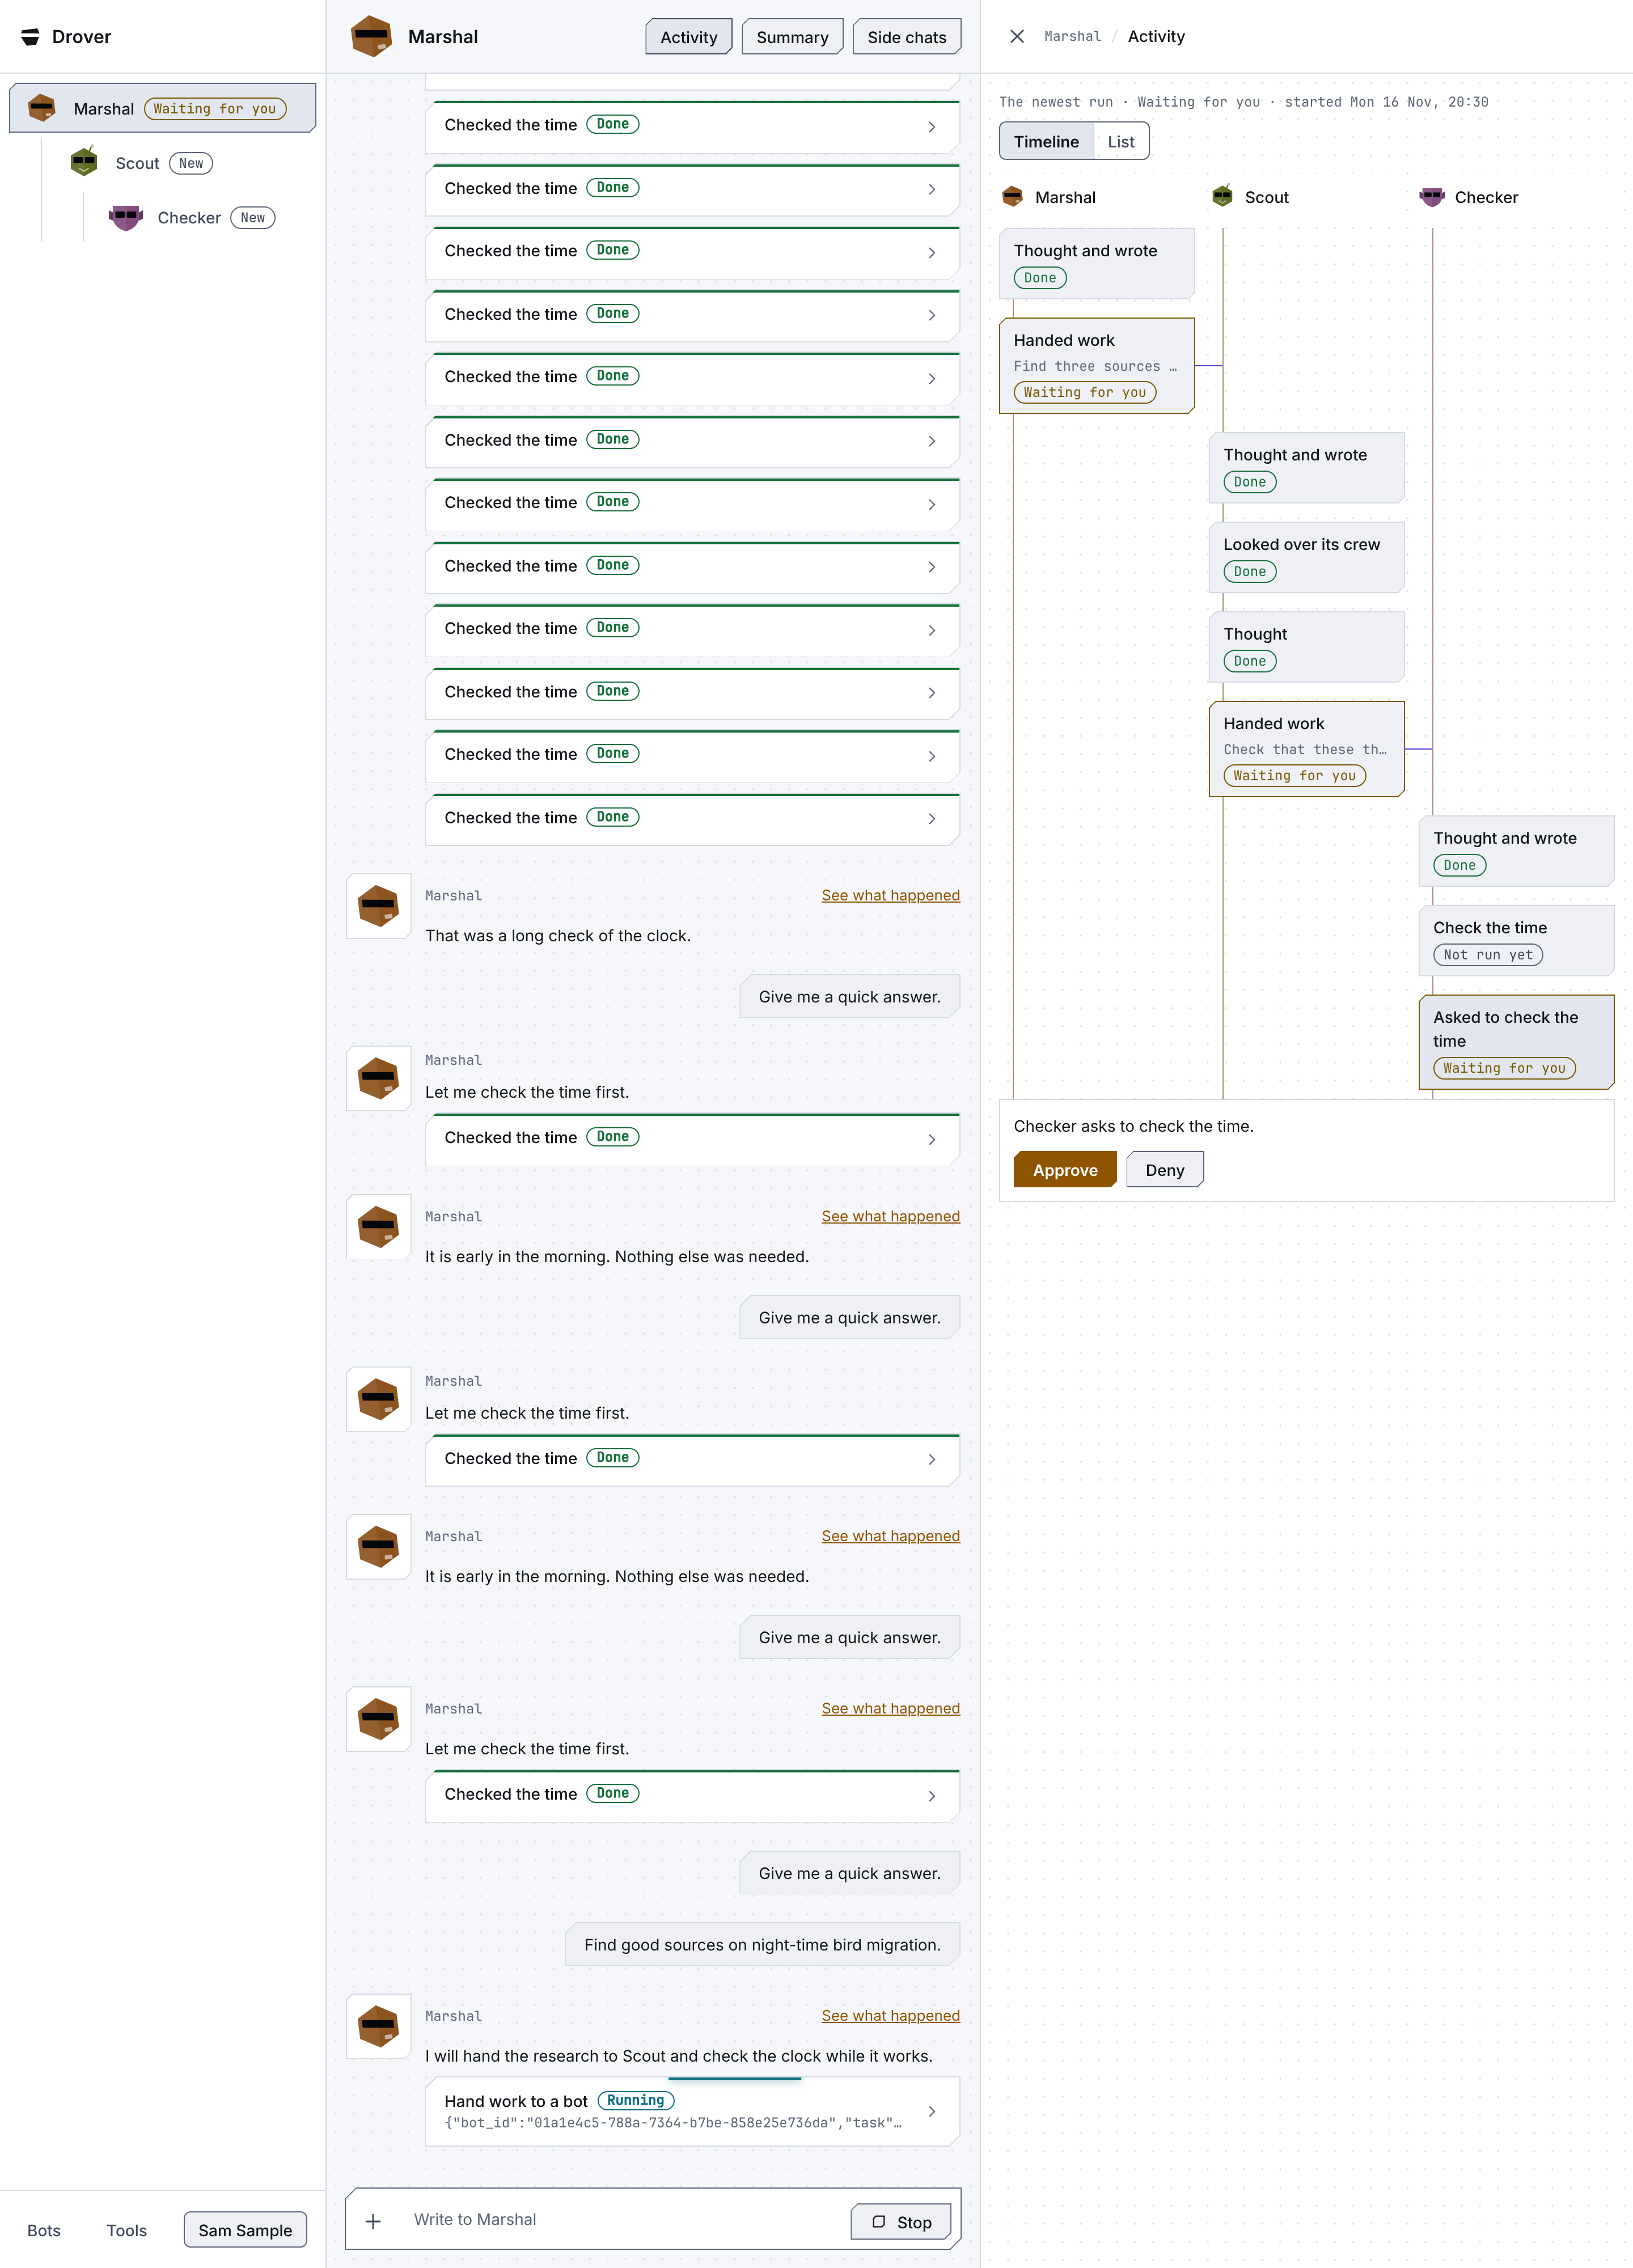 Drover
Marshal
Waiting for you
Scout
New
Checker
New
Bots
Tools
Sam Sample
Marshal
Activity
Summary
Side chats
Checked the time
Done
Checked the time
Done
Checked the time
Done
Checked the time
Done
Checked the time
Done
Checked the time
Done
Checked the time
Done
Checked the time
Done
Checked the time
Done
Checked the time
Done
Checked the time
Done
Checked the time
Done
Marshal
See what happened
That was a long check of the clock.
Give me a quick answer.
Marshal
Let me check the time first.
Checked the time
Done
Marshal
See what happened
It is early in the morning. Nothing else was needed.
Give me a quick answer.
Marshal
Let me check the time first.
Checked the time
Done
Marshal
See what happened
It is early in the morning. Nothing else was needed.
Give me a quick answer.
Marshal
See what happened
Let me check the time first.
Checked the time
Done
Give me a quick answer.
Find good sources on night-time bird migration.
Marshal
See what happened
I will hand the research to Scout and check the clock while it works.
Hand work to a bot
Running
{"bot_id":"01a1e4c5-788a-7364-b7be-858e25e736da","task"…
Write to Marshal
Stop
Marshal / Activity
The newest run · Waiting for you · started Mon 16 Nov, 20:30
Timeline
List
Marshal
Scout
Checker
Thought and wrote
Done
Handed work
Find three sources …
Waiting for you
Thought and wrote
Done
Looked over its crew
Done
Thought
Done
Handed work
Check that these th…
Waiting for you
Thought and wrote
Done
Check the time
Not run yet
Asked to check the
time
Waiting for you
Checker asks to check the time.
Approve
Deny